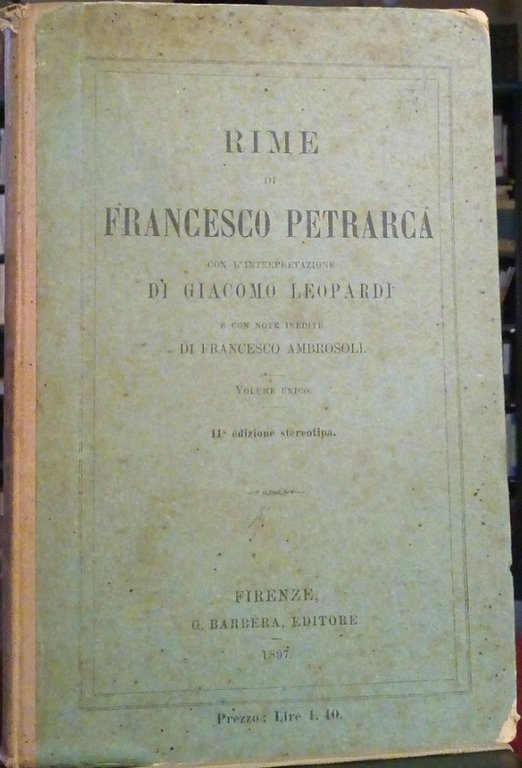 RIME
DI
FRANCESCO PETRARCA
CON L'INTERPRETAZIONE
DI GIACOMO LEOPARDI
E CON NOTE INEDITE
DI FRANCESCO AMBROSOLI.
VOLUME UNICO.
11ª edizione stereotipa.
FIRENZE,
G. BARBÈRA, EDITORE
1897.
Prezzo: Lire 1. 40.